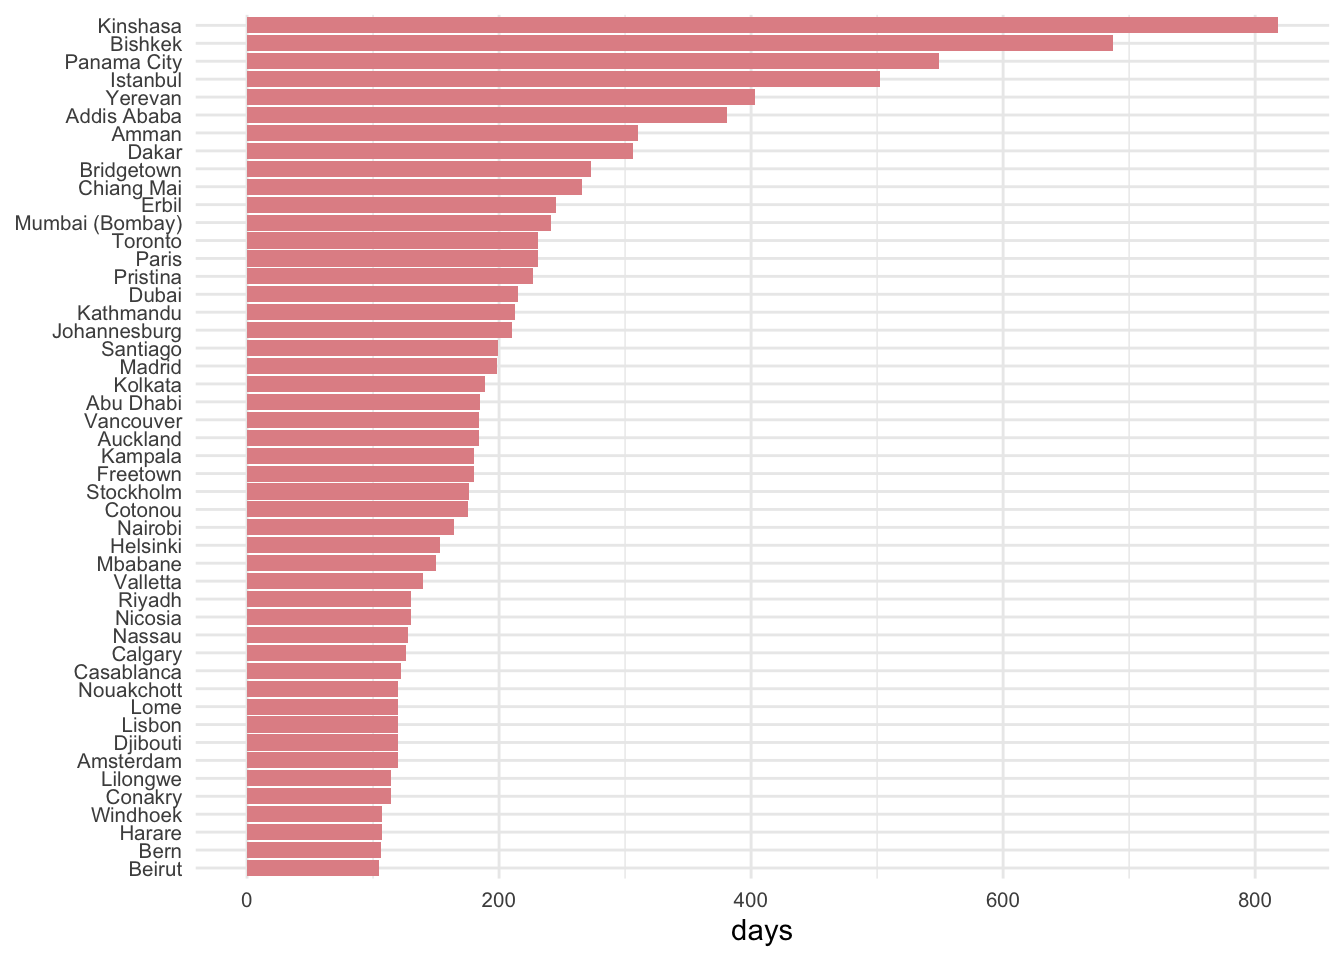 Kinshasa
Bishkek
Panama City
Istanbul
Yerevan
Addis Ababa
Amman
Dakar
Bridgetown
Chiang Mai
Erbil
Mumbai (Bombay)
Toronto
Paris
Pristina
Dubai
Kathmandu
Johannesburg
Santiago
Madrid
Kolkata
Abu Dhabi
Vancouver
Auckland
Kampala
Freetown
Stockholm
Cotonou
Nairobi
Helsinki
Mbabane
Valletta
Riyadh
Nicosia
Nassau
Calgary
Casablanca
Nouakchott
Lome
Lisbon
Djibouti
Amsterdam
Lilongwe
Conakry
Windhoek
Harare
Bern
Beirut
0 200 400 600 800
days